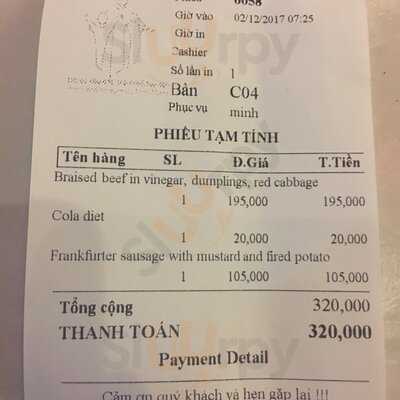 0058
Giờ vào 02/12/2017 07:25
Giờ in
Cashier
Số lần in 1
Bàn C04
Phục vụ minh
PHIẾU TẠM TÍNH
Tên hàng SL Đ.Giá T.Tiền
Braised beef in vinegar, dumplings, red cabbage
1 195,000 195,000
Cola diet
1 20,000 20,000
Frankfurter sausage with mustard and fired potato
1 105,000 105,000
Tổng cộng 320,000
THANH TOÁN 320,000
Payment Detail
Cảm ơn quý khách và hẹn gặp lại !!!
Slurpy
Slurpy
Slurpy